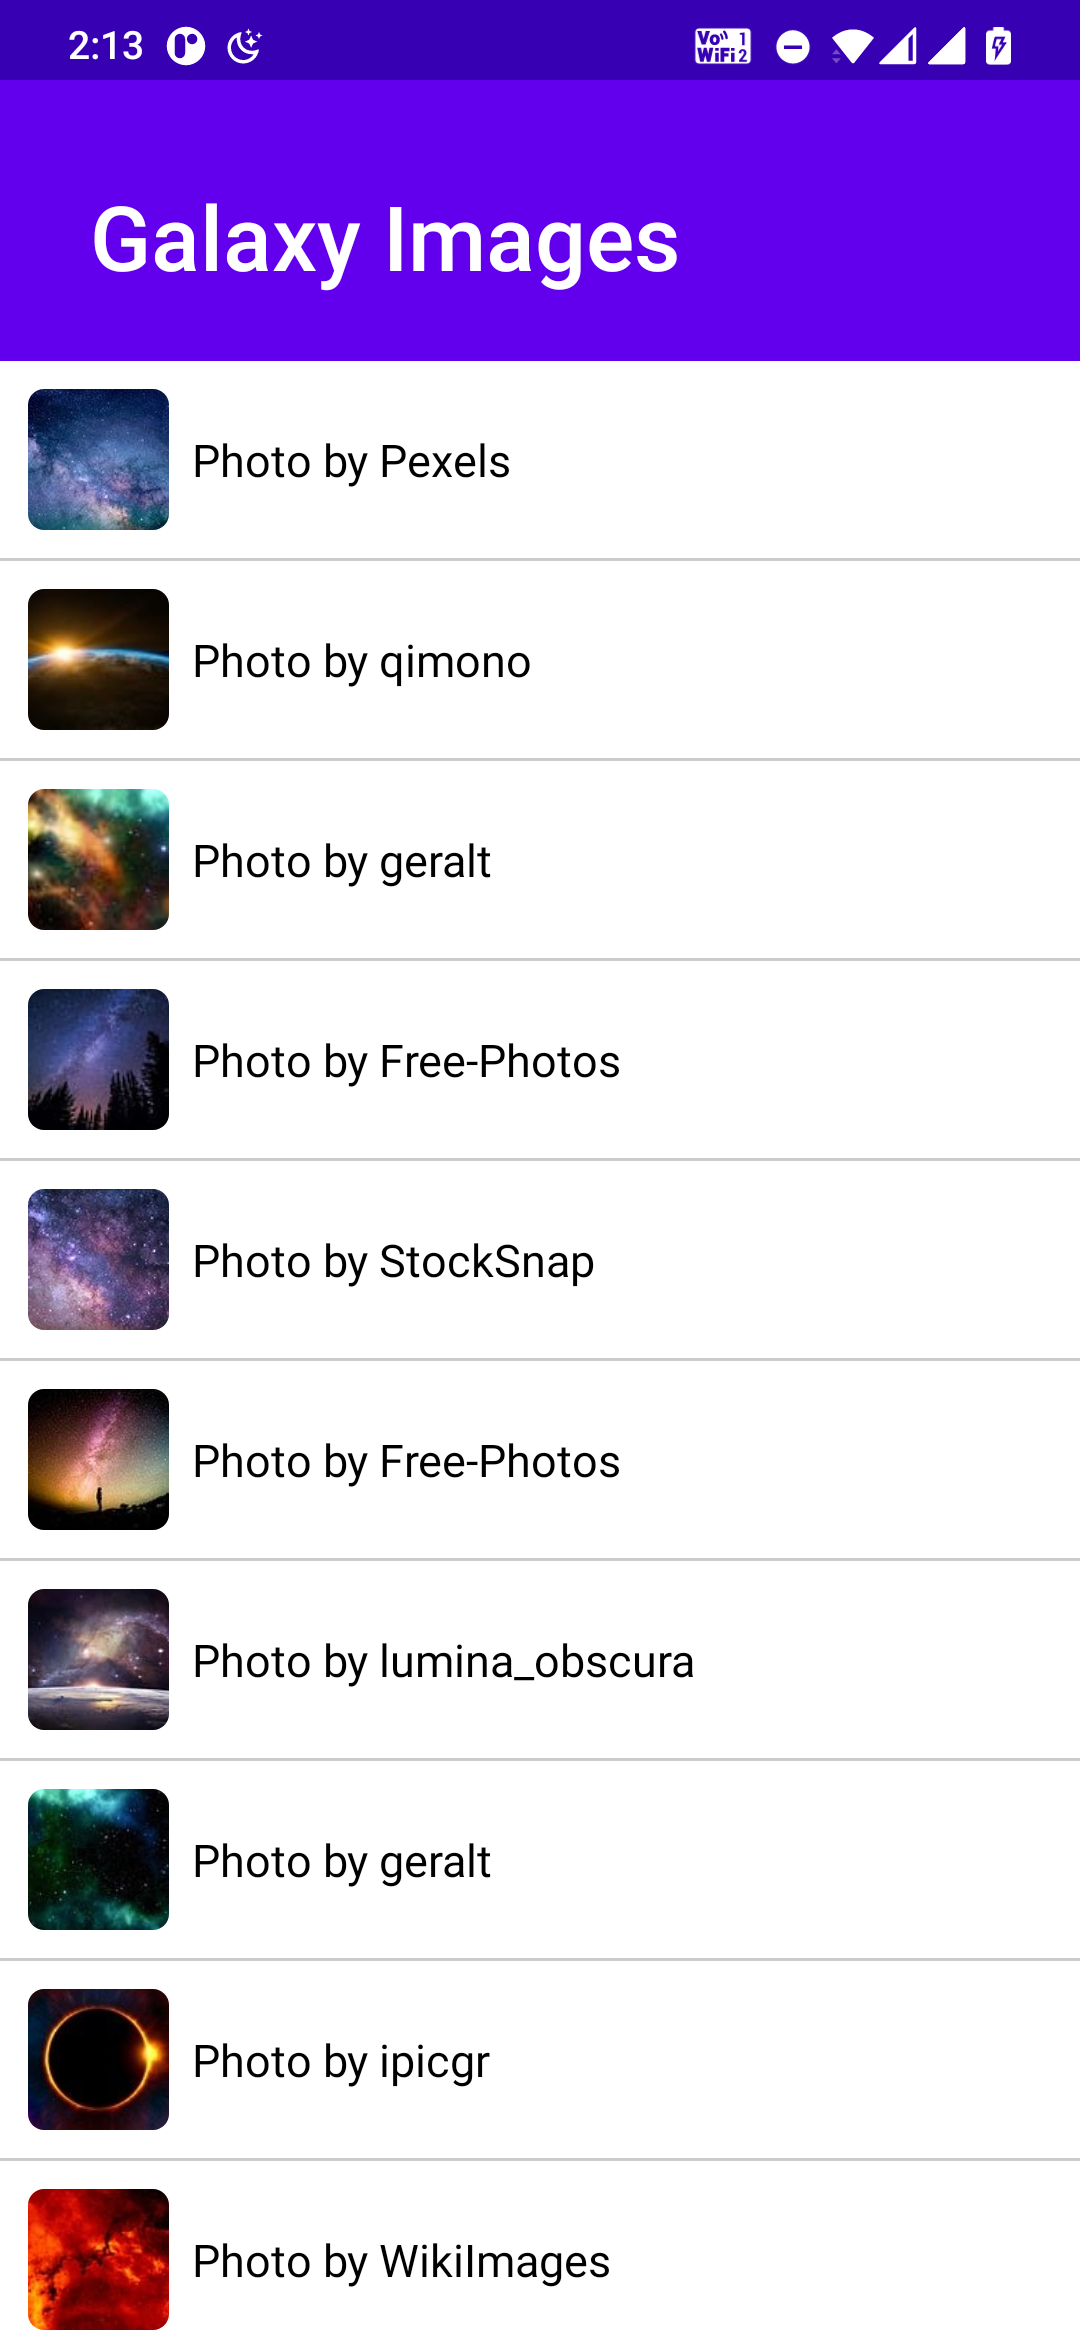 2:13
Vo 1
WiFi 2
Galaxy Images
Photo by Pexels
Photo by qimono
Photo by geralt
Photo by Free-Photos
Photo by StockSnap
Photo by Free-Photos
Photo by lumina_obscura
Photo by geralt
Photo by ipicgr
Photo by WikiImages